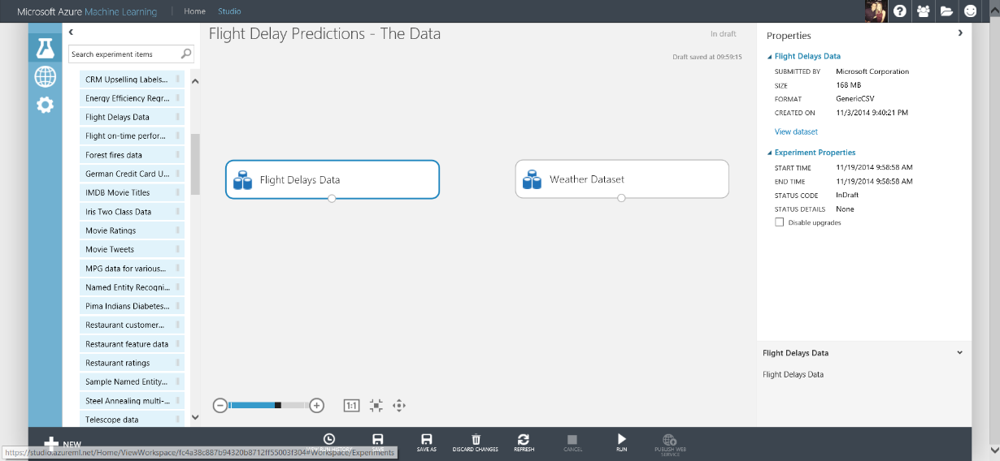 Microsoft Azure Machine Learning
Home
Studio
Search experiment items
CRM Upselling Labels...
Energy Efficiency Regr...
Flight Delays Data
Flight on-time perfor...
Forest fires data
German Credit Card U...
IMDB Movie Titles
Iris Two Class Data
Movie Ratings
Movie Tweets
MPG data for various...
Named Entity Recogni...
Pima Indians Diabetes...
Restaurant customer...
Restaurant feature data
Restaurant ratings
Sample Named Entity...
Steel Annealing multi-...
Telescope data
Flight Delay Predictions - The Data
In draft
Draft saved at 09:59:15
Flight Delays Data
Weather Dataset
1:1
Properties
Flight Delays Data
SUBMITTED BY Microsoft Corporation
SIZE 168 MB
FORMAT GenericCSV
CREATED ON 11/3/2014 9:40:21 PM
View dataset
Experiment Properties
START TIME 11/19/2014 9:58:58 AM
END TIME 11/19/2014 9:58:58 AM
STATUS CODE InDraft
STATUS DETAILS None
Disable upgrades
Flight Delays Data
Flight Delays Data
NEW
VIEW RUN HISTORY
SAVE
SAVE AS
DISCARD CHANGES
REFRESH
CANCEL
RUN
PUBLISH WEB
SERVICE
https://studio.azureml.net/Home/ViewWorkspace/fc4a38c887b94320b8712ff55003f304#Workspace/Experiments